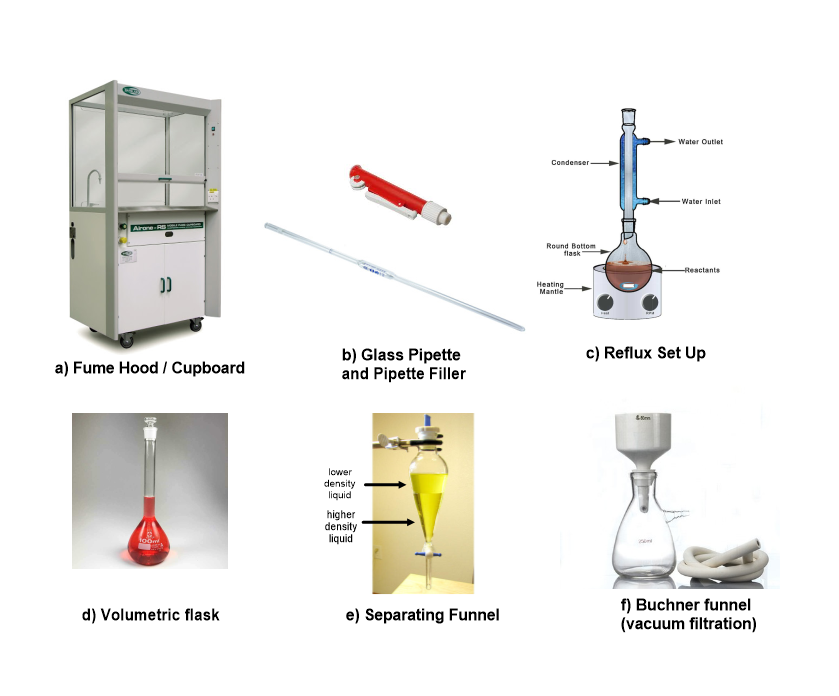 a) Fume Hood / Cupboard
b) Glass Pipette
and Pipette Filler
Water Outlet
Condenser
Water Inlet
Round Bottom
flask
Reactants
Heating
Mantle
c) Reflux Set Up
100ml
d) Volumetric flask
lower
density
liquid
higher
density
liquid
e) Separating Funnel
f) Buchner funnel
(vacuum filtration)